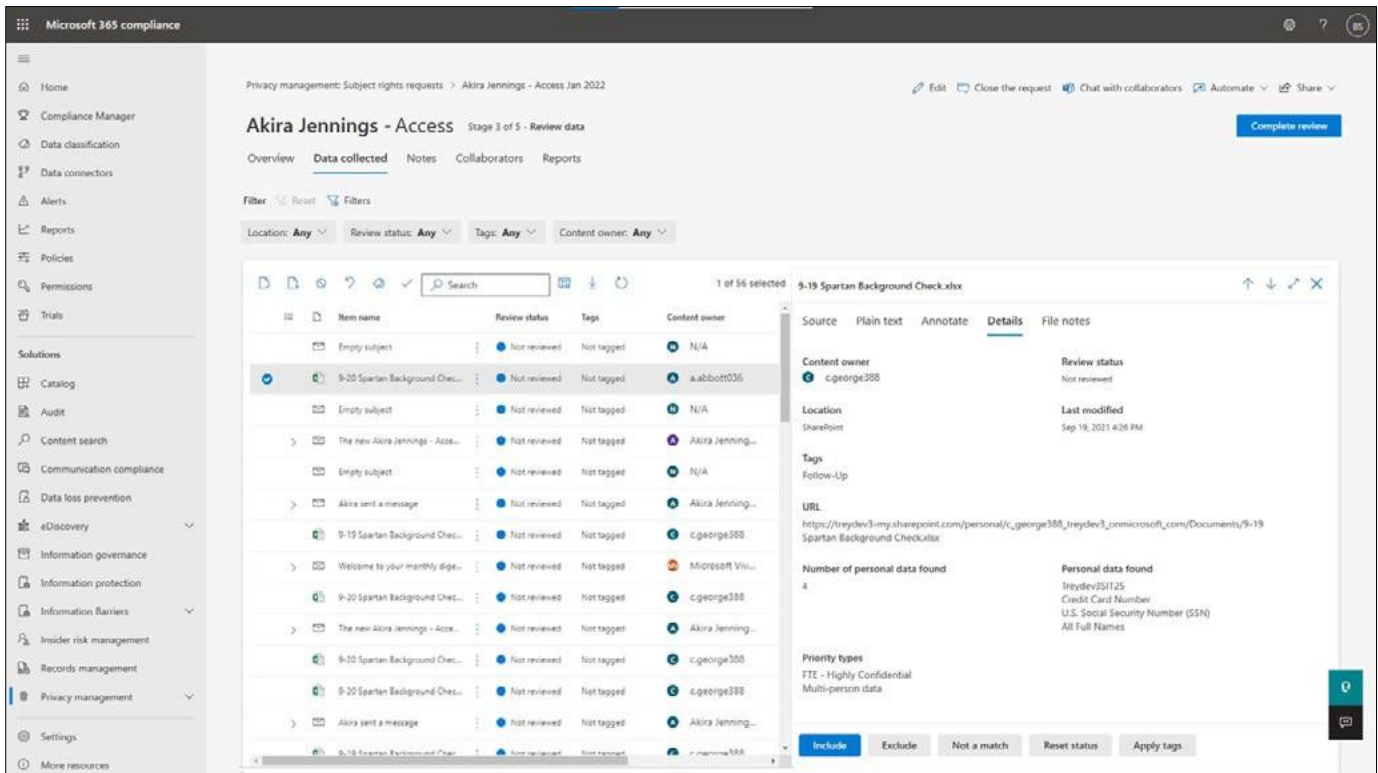 Microsoft 365 compliance
?
BS
Home
Compliance Manager
Data classification
Data connectors
Alerts
Reports
Policies
Permissions
Trials
Solutions
Catalog
Audit
Content search
Communication compliance
Data loss prevention
eDiscovery
Information governance
Information protection
Information Barriers
Insider risk management
Records management
Privacy management
Settings
More resources
Privacy management: Subject rights requests > Akira Jennings - Access Jan 2022
Edit Close the request Chat with collaborators Automate Share
Akira Jennings - Access Stage 3 of 5 - Review data
Complete review
Overview Data collected Notes Collaborators Reports
Filter Reset Filters
Location: Any Review status: Any Tags: Any Content owner: Any
Search 1 of 56 selected
Item name Review status Tags Content owner
Empty subject Not reviewed Not tagged N N/A
9-20 Spartan Background Chec... Not reviewed Not tagged A a.abbott036
Empty subject Not reviewed Not tagged N N/A
The new Akira Jennings - Acce... Not reviewed Not tagged A Akira Jenning...
Empty subject Not reviewed Not tagged N N/A
Akira sent a message Not reviewed Not tagged A Akira Jenning...
9-19 Spartan Background Chec... Not reviewed Not tagged C c.george388
Welcome to your monthly dige... Not reviewed Not tagged Microsoft Viv...
9-20 Spartan Background Chec... Not reviewed Not tagged C c.george388
The new Akira Jennings - Acce... Not reviewed Not tagged A Akira Jenning...
9-20 Spartan Background Chec... Not reviewed Not tagged C c.george388
9-20 Spartan Background Chec... Not reviewed Not tagged C c.george388
Akira sent a message Not reviewed Not tagged A Akira Jenning...
9-19 Spartan Background Chec... Not reviewed Not tagged c.george388
9-19 Spartan Background Check.xlsx
Source Plain text Annotate Details File notes
Content owner
C c.george388
Review status
Not reviewed
Location
SharePoint
Last modified
Sep 19, 2021 4:26 PM
Tags
Follow-Up
URL
https://treydev3-my.sharepoint.com/personal/c_george388_treydev3_onmicrosoft_com/Documents/9-19
Spartan Background Check.xlsx
Number of personal data found
4
Personal data found
Treydev3SIT25
Credit Card Number
U.S. Social Security Number (SSN)
All Full Names
Priority types
FTE - Highly Confidential
Multi-person data
Include Exclude Not a match Reset status Apply tags